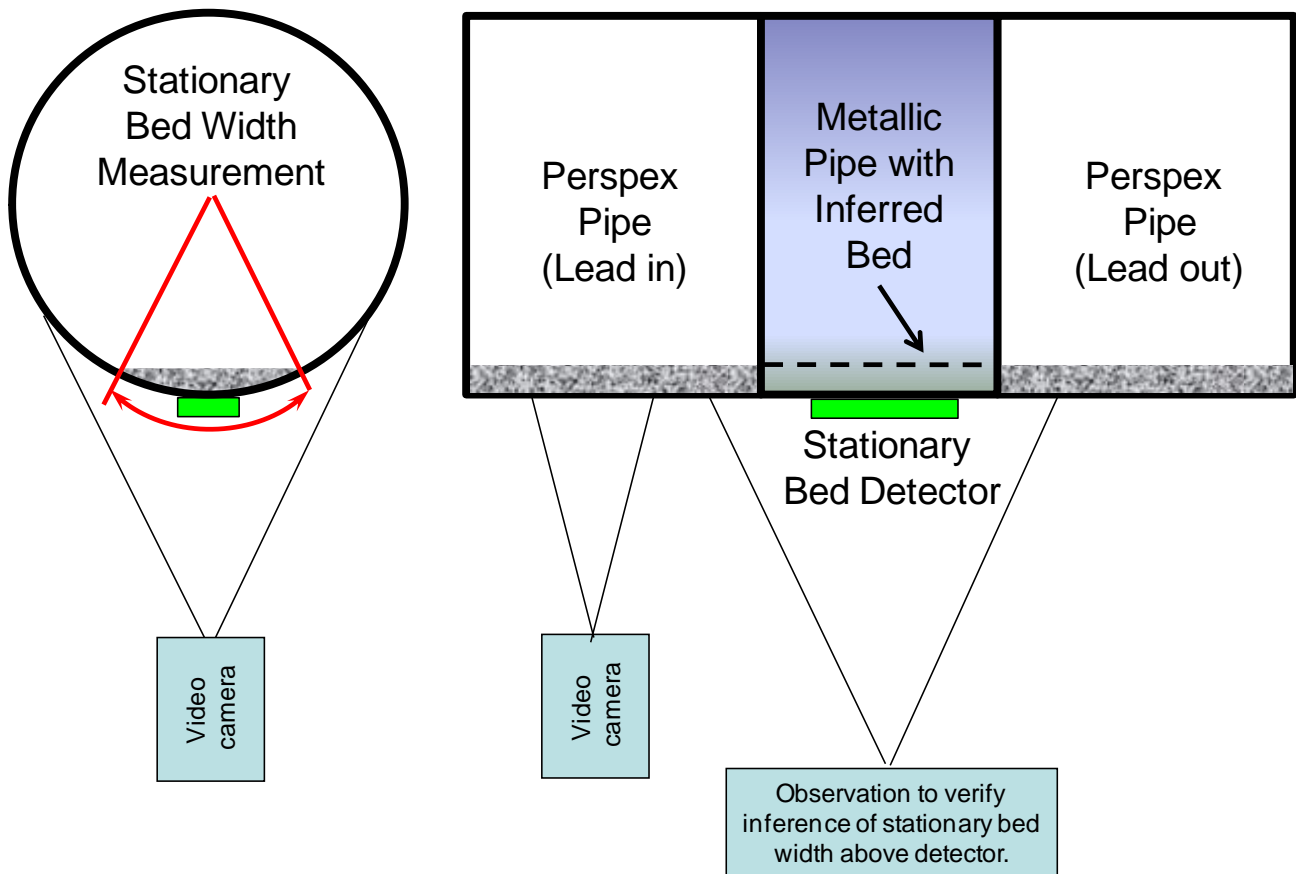 Stationary
Bed Width
Measurement
Perspex
Pipe
(Lead in)
Metallic
Pipe with
Inferred
Bed
Perspex
Pipe
(Lead out)
Stationary
Bed Detector
Video
camera
Video
camera
Observation to verify
inference of stationary bed
width above detector.